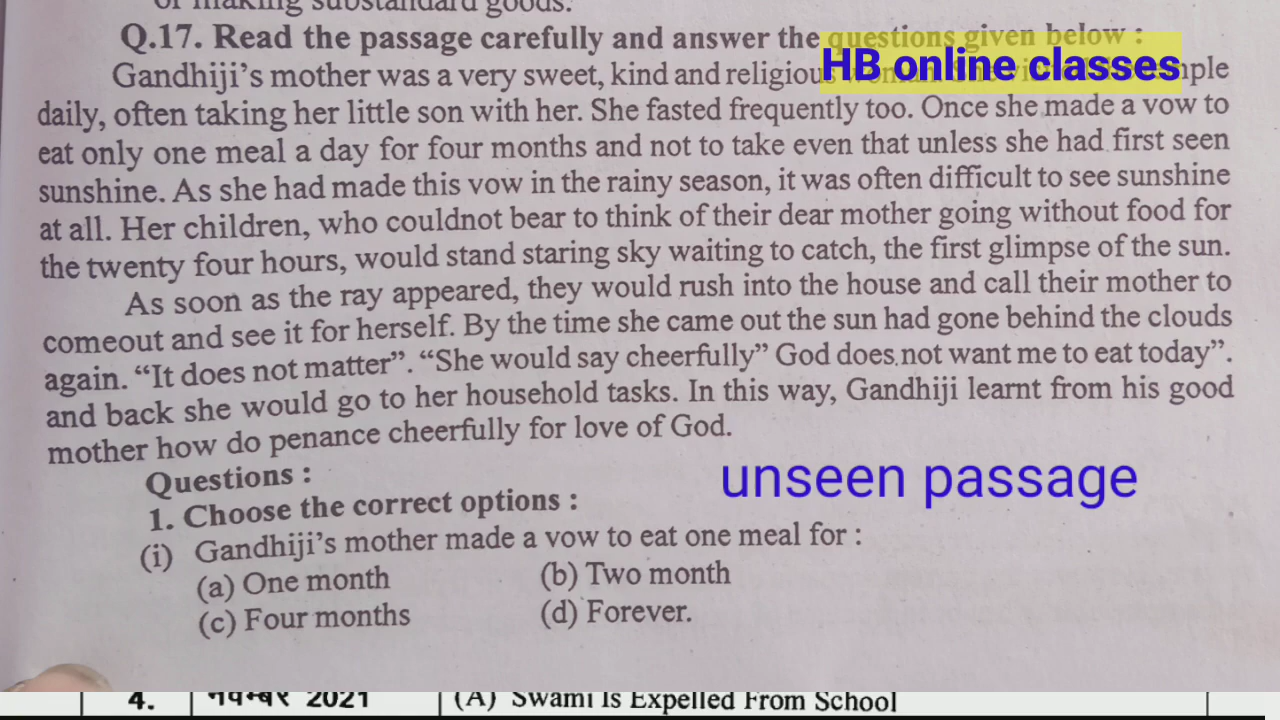 of making substandard goods.
Q.17. Read the passage carefully and answer the questions given below :
HB online classes
Gandhiji's mother was a very sweet, kind and religious
daily, often taking her little son with her. She fasted frequently too. Once she made a vow to
eat only one meal a day for four months and not to take even that unless she had first seen
sunshine. As she had made this vow in the rainy season, it was often difficult to see sunshine
at all. Her children, who couldnot bear to think of their dear mother going without food for
the twenty four hours, would stand staring sky waiting to catch, the first glimpse of the sun.
As soon as the ray appeared, they would rush into the house and call their mother to
comeout and see it for herself. By the time she came out the sun had gone behind the clouds
again. “It does not matter”. “She would say cheerfully” God does not want me to eat today”.
and back she would go to her household tasks. In this way, Gandhiji learnt from his good
mother how do penance cheerfully for love of God.
Questions :
unseen passage
1. Choose the correct options :
(i) Gandhiji's mother made a vow to eat one meal for :
(a) One month (b) Two month
(c) Four months (d) Forever.
4. नवम्बर 2021 (A) Swami Is Expelled From School